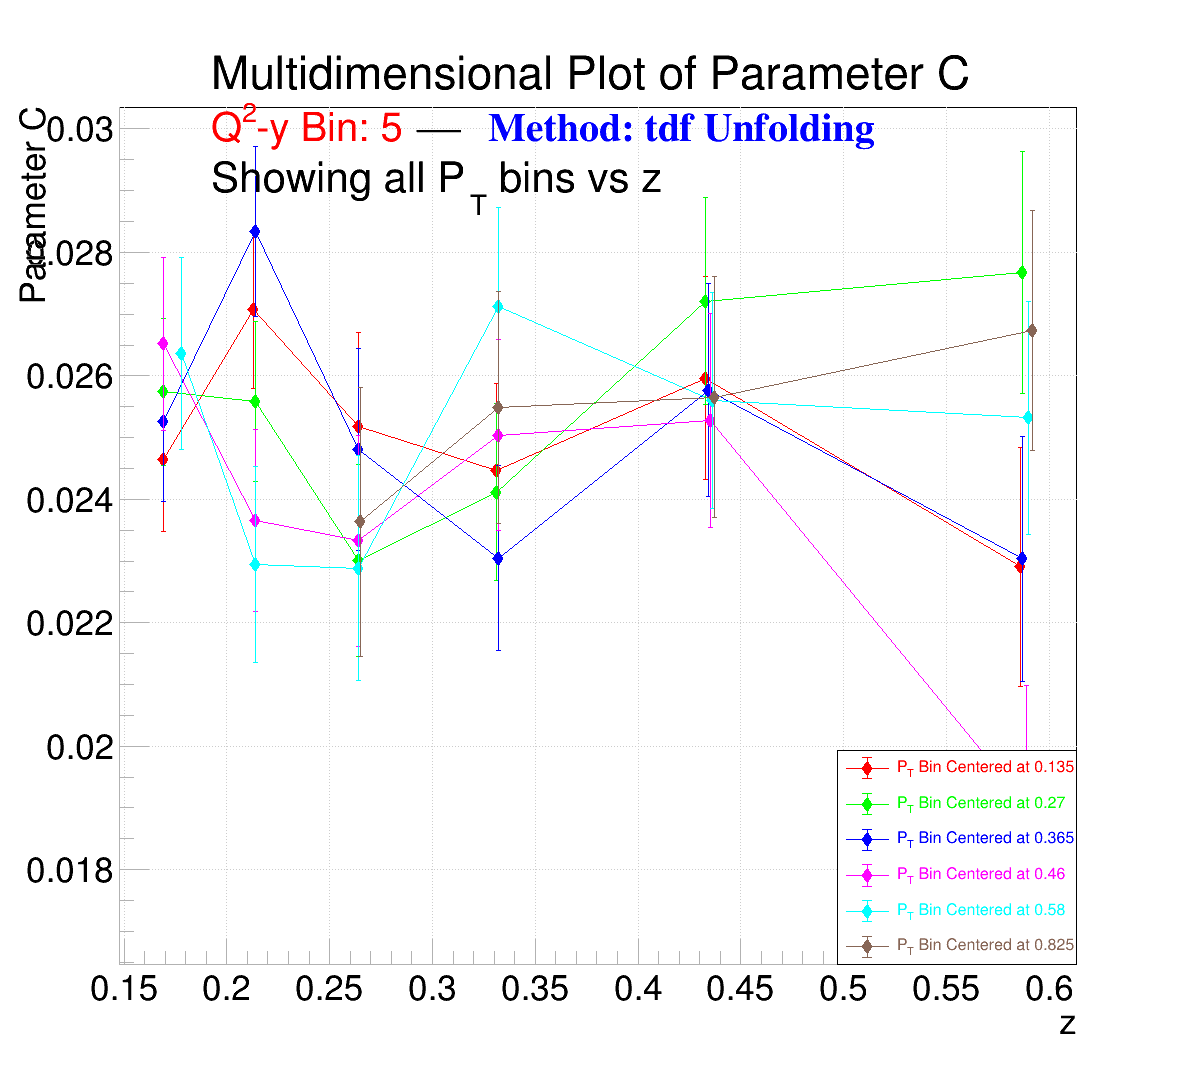 Multidimensional Plot of Parameter C
Q²-y Bin: 5 — Method: tdf Unfolding
Showing all P_T bins vs z
Parameter C
0.03
0.028
0.026
0.024
0.022
0.02
0.018
P_T Bin Centered at 0.135
P_T Bin Centered at 0.27
P_T Bin Centered at 0.365
P_T Bin Centered at 0.46
P_T Bin Centered at 0.58
P_T Bin Centered at 0.825
0.15 0.2 0.25 0.3 0.35 0.4 0.45 0.5 0.55 0.6
z